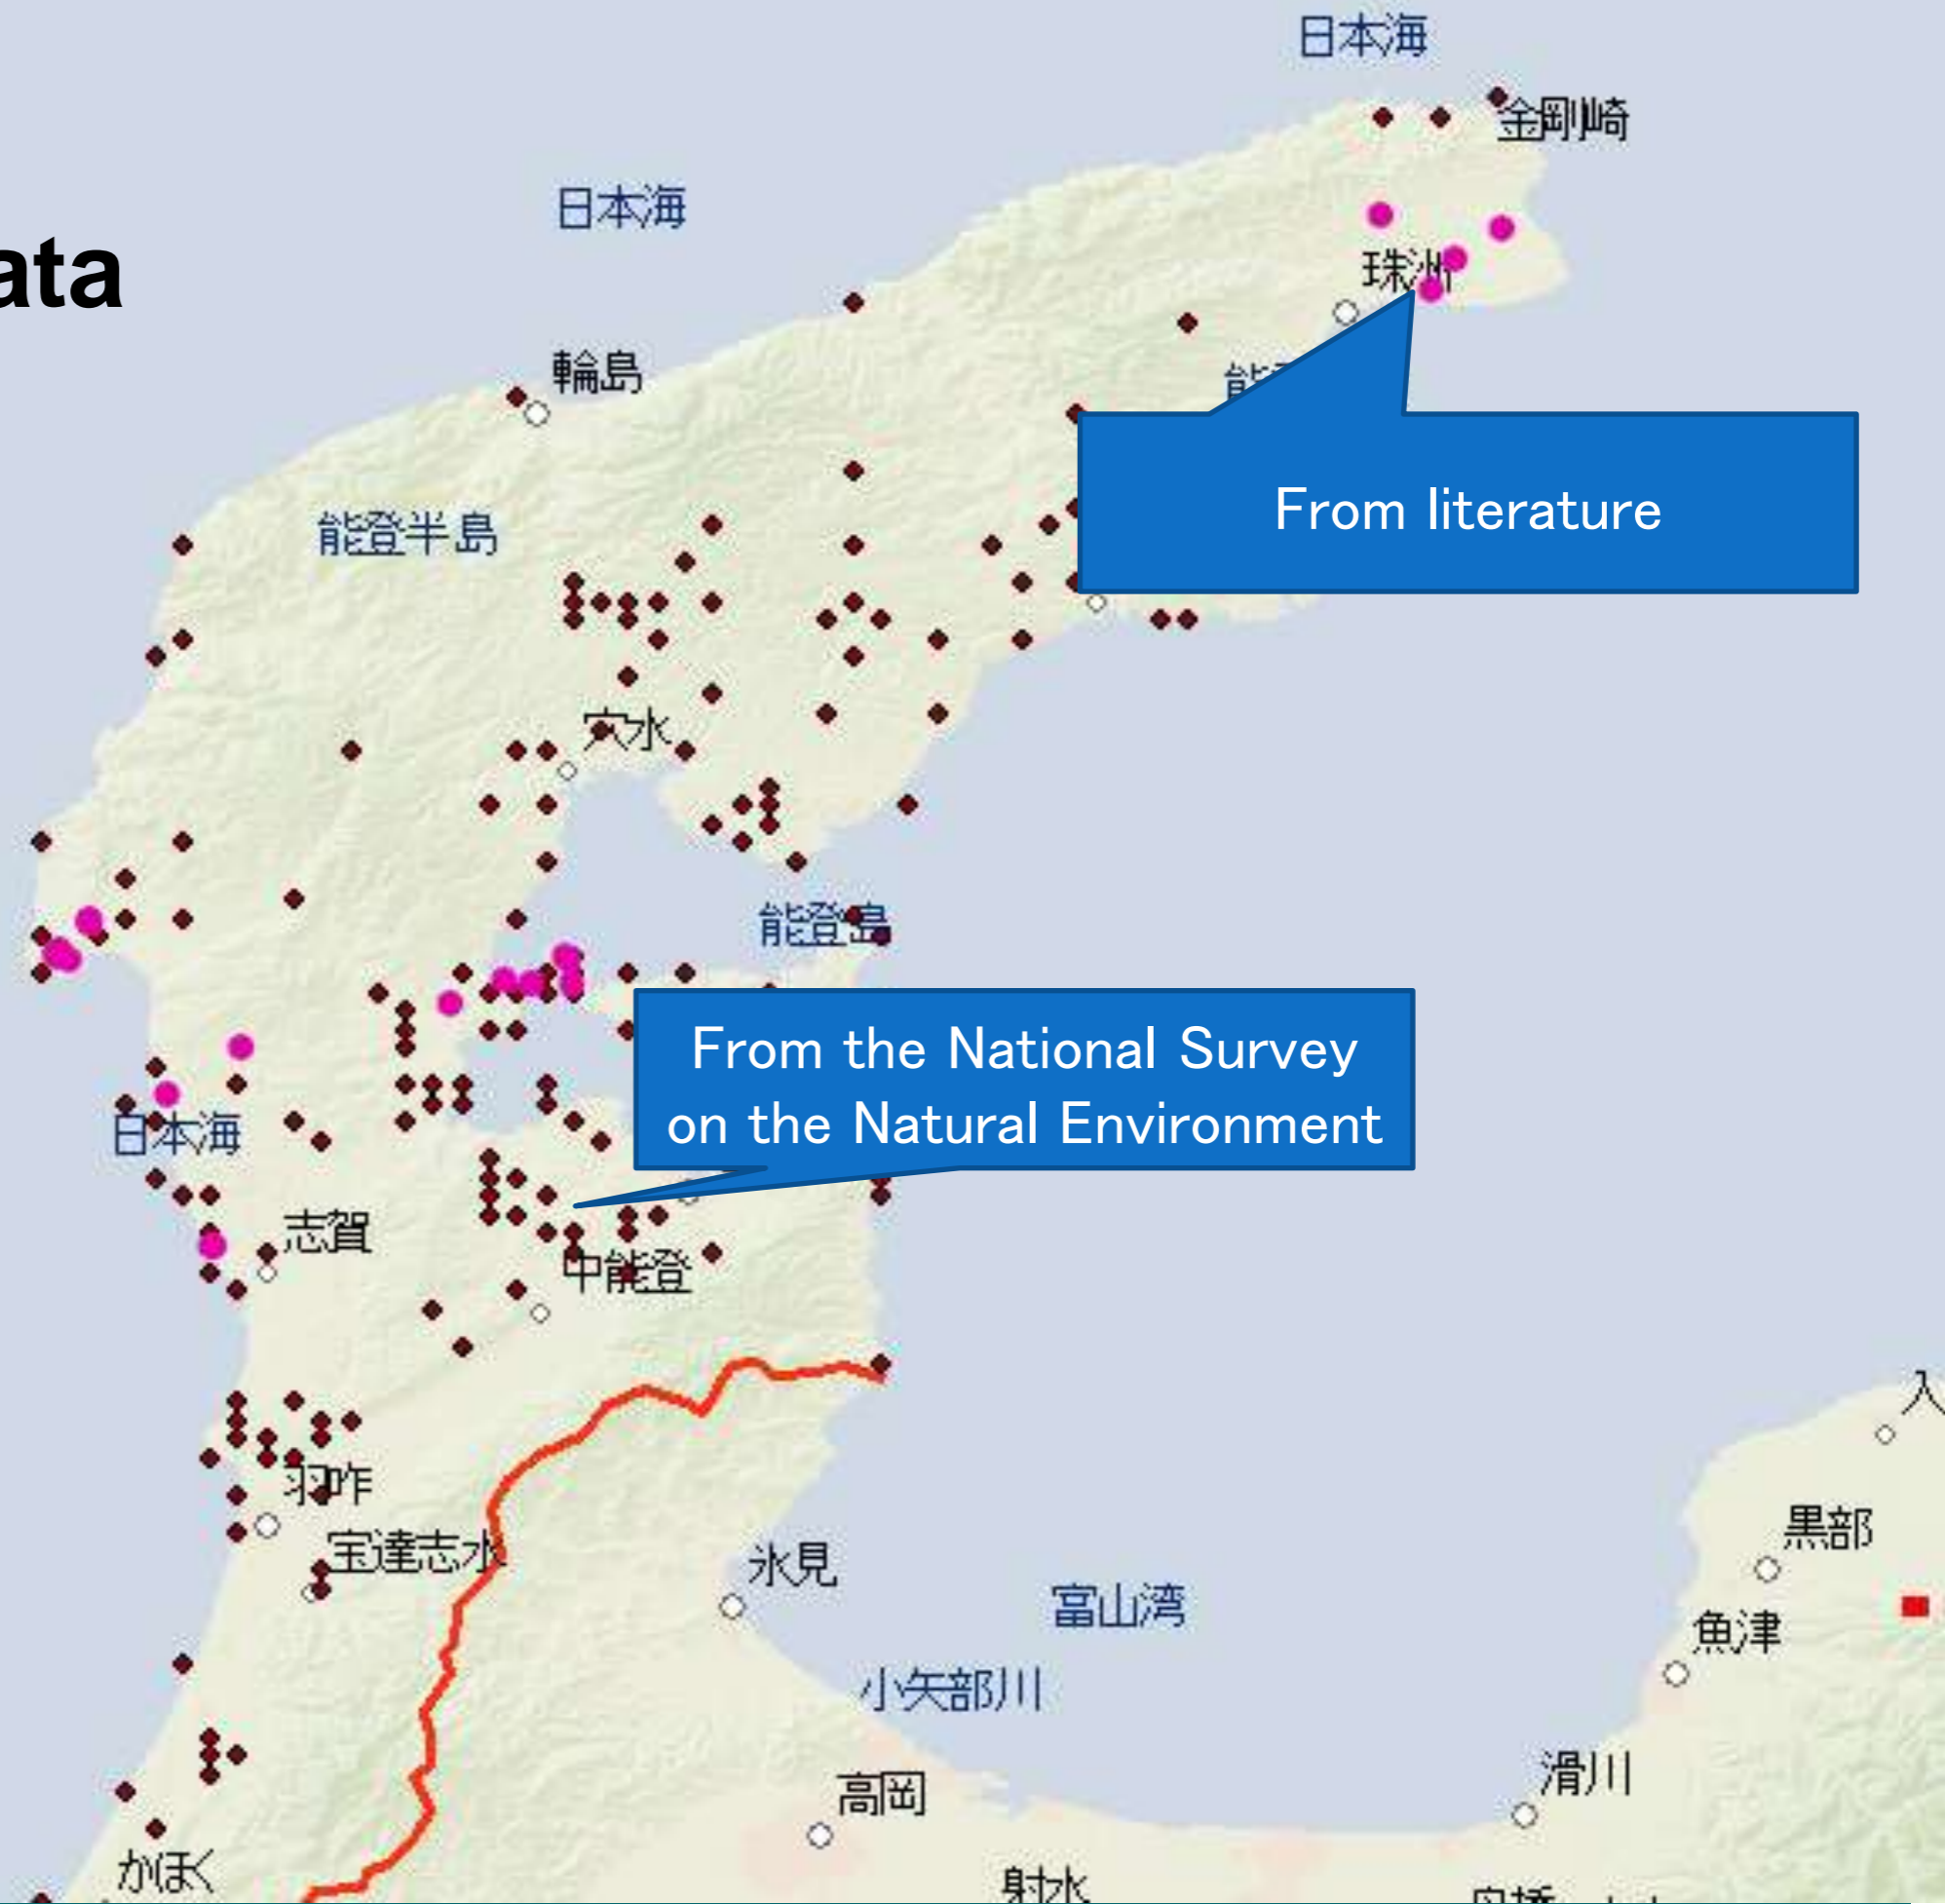 日本海
金剛崎
日本海
ata
珠洲
輪島
From literature
能登半島
穴水
能登島
From the National Survey
on the Natural Environment
日本海
志賀
中能登
羽咋
宝達志水
氷見
黒部
富山湾
魚津
小矢部川
滑川
高岡
かほく
射水